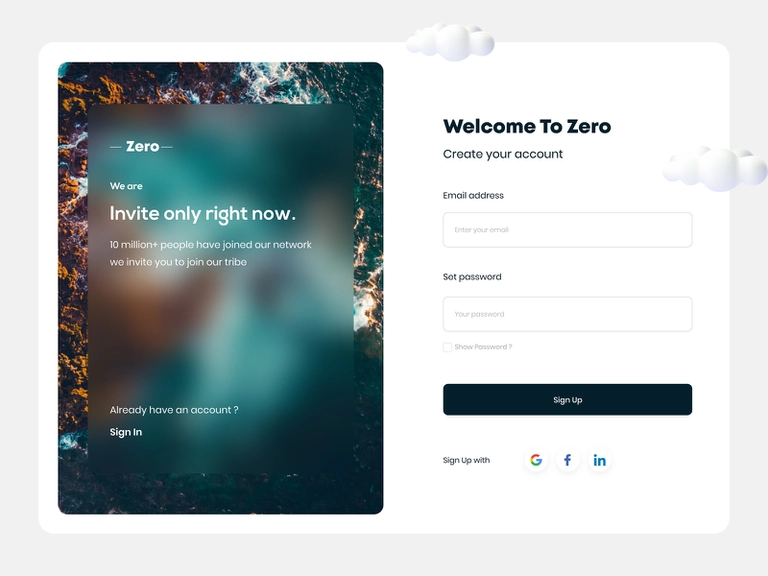 Zero
We are
Invite only right now.
10 million+ people have joined our network
we invite you to join our tribe
Already have an account ?
Sign In
Welcome To Zero
Create your account
Email address
Enter your email
Set password
Your password
Show Password ?
Sign Up
Sign Up with
G f in